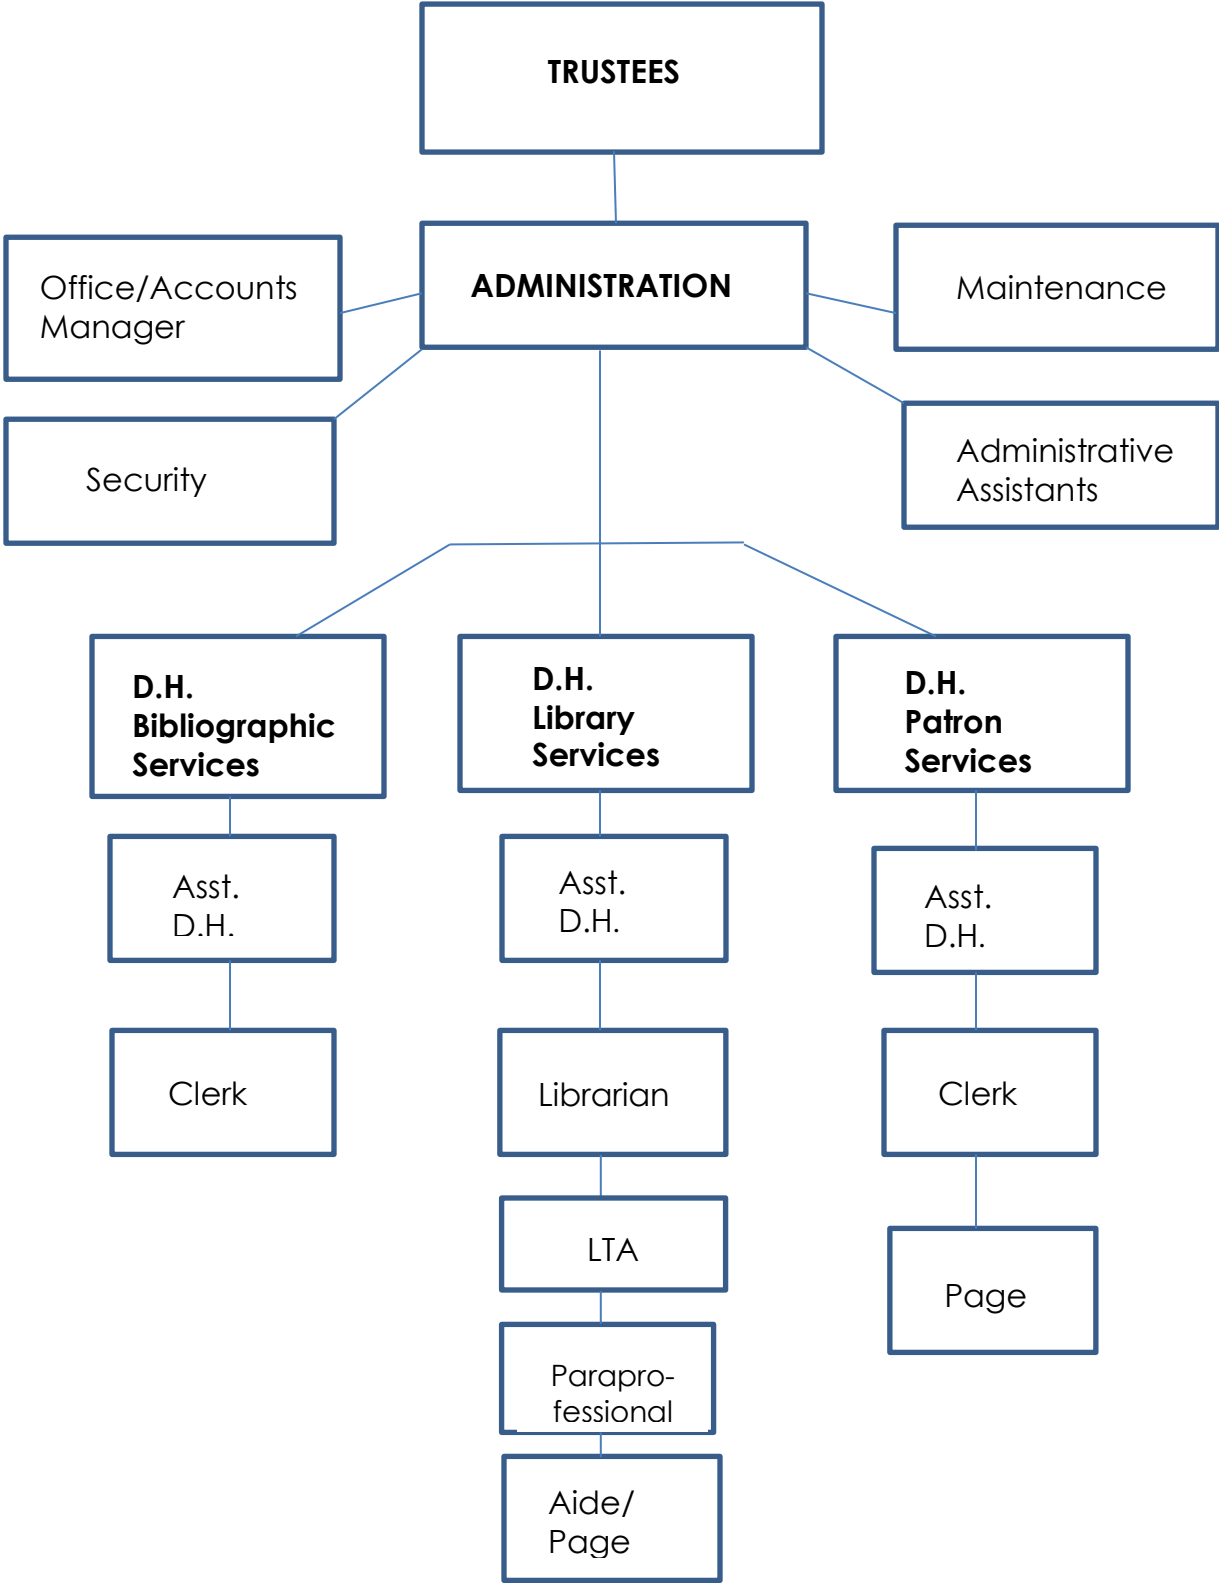 TRUSTEES
ADMINISTRATION
Office/Accounts
Manager
Maintenance
Security
Administrative
Assistants
D.H.
Bibliographic
Services
D.H.
Library
Services
D.H.
Patron
Services
Asst.
D.H.
Asst.
D.H.
Asst.
D.H.
Clerk
Librarian
Clerk
LTA
Page
Parapro-
fessional
Aide/
Page